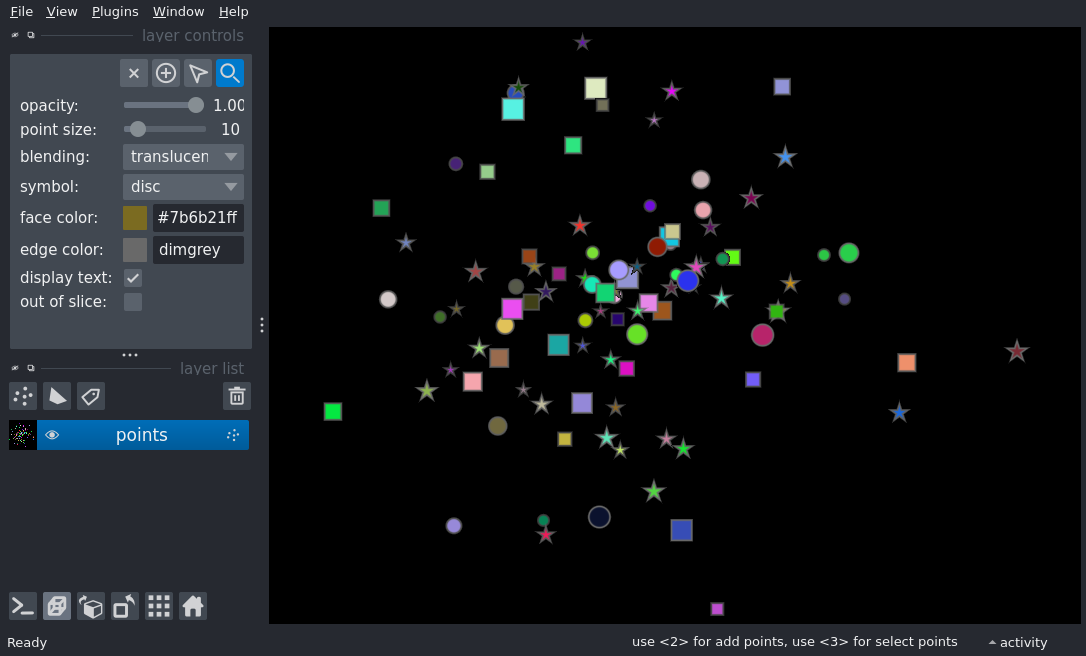 File View Plugins Window Help
layer controls
opacity: 1.00
point size: 10
blending: translucen
symbol: disc
face color: #7b6b21ff
edge color: dimgrey
display text:
out of slice:
layer list
points
Ready
use <2> for add points, use <3> for select points
activity